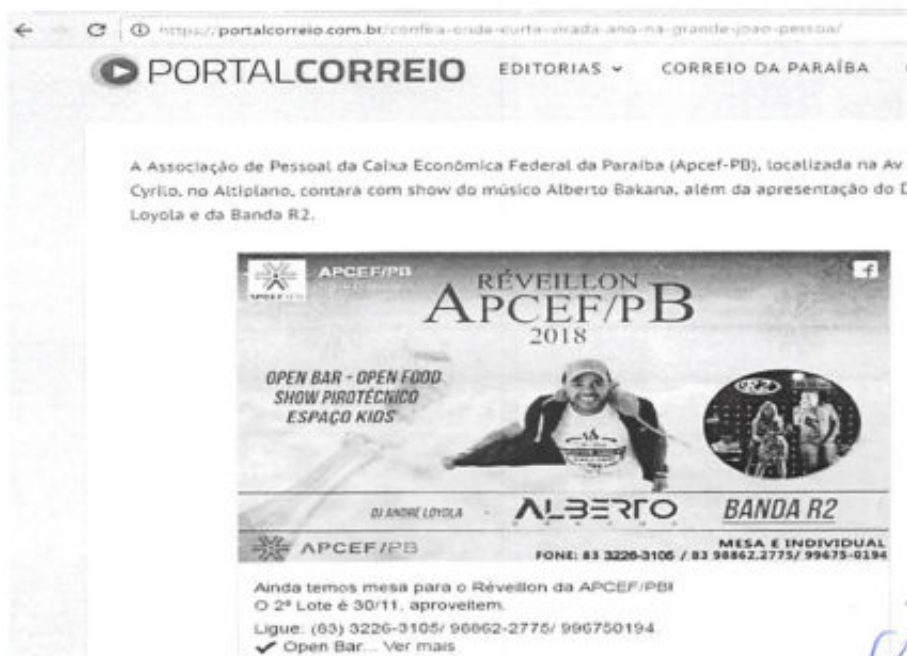 https://portalcorreio.com.br/confira-onde-curtir-virada-ano-na-grande-joao-pessoa/
PORTALCORREIO EDITORIAS CORREIO DA PARAÍBA
A Associação de Pessoal da Caixa Econômica Federal da Paraíba (Apcef-PB), localizada na Av
Cyrilo, no Altiplano, contará com show do músico Alberto Bakana, além da apresentação do D
Loyola e da Banda R2.
APCEF/PB
RÉVEILLON
APCEF/PB
2018
OPEN BAR - OPEN FOOD
SHOW PIROTÉCNICO
ESPAÇO KIDS
R2
DJ ANDRÉ LOYOLA
ALBERTO
BANDA R2
APCEF/PB
MESA E INDIVIDUAL
FONE: 83 3226-3106 / 83 98862.2775/ 99675-0194
Ainda temos mesa para o Réveillon da APCEF/PB!
O 2º Lote é 30/11, aproveitem.
Ligue: (83) 3226-3105/ 98862-2775/ 996750194.
✔ Open Bar... Ver mais